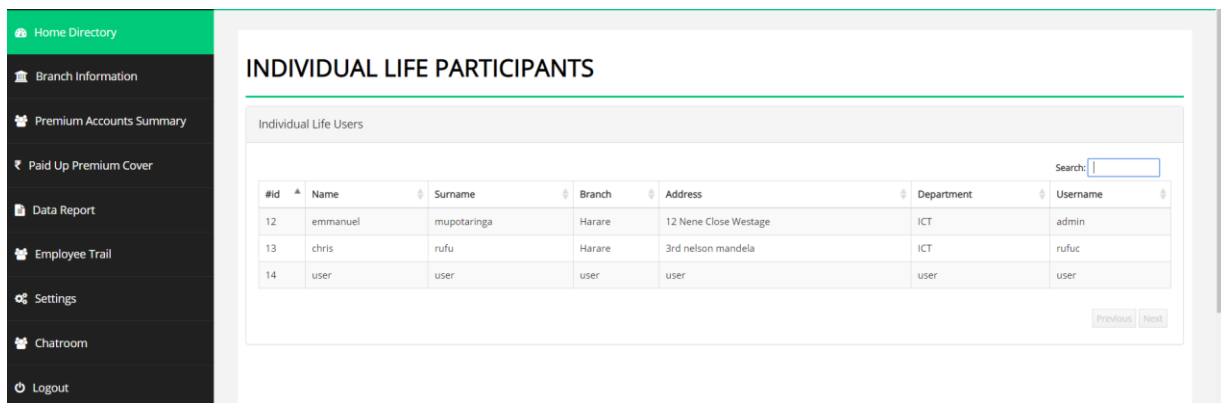 Home Directory
Branch Information
Premium Accounts Summary
₹ Paid Up Premium Cover
Data Report
Employee Trail
Settings
Chatroom
Logout
INDIVIDUAL LIFE PARTICIPANTS
Individual Life Users
Search:
#id Name Surname Branch Address Department Username
12 emmanuel mupotaringa Harare 12 Nene Close Westage ICT admin
13 chris rufu Harare 3rd nelson mandela ICT rufuc
14 user user user user user user
Previous Next